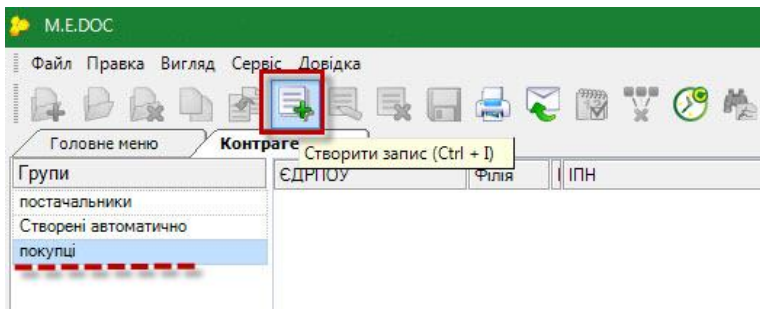 M.E.DOC
Файл Правка Вигляд Сервіс Довідка
Головне меню Контраге
Створити запис (Ctrl + I)
Групи ЄДРПОУ Філія ІПН
постачальники
Створені автоматично
покупці